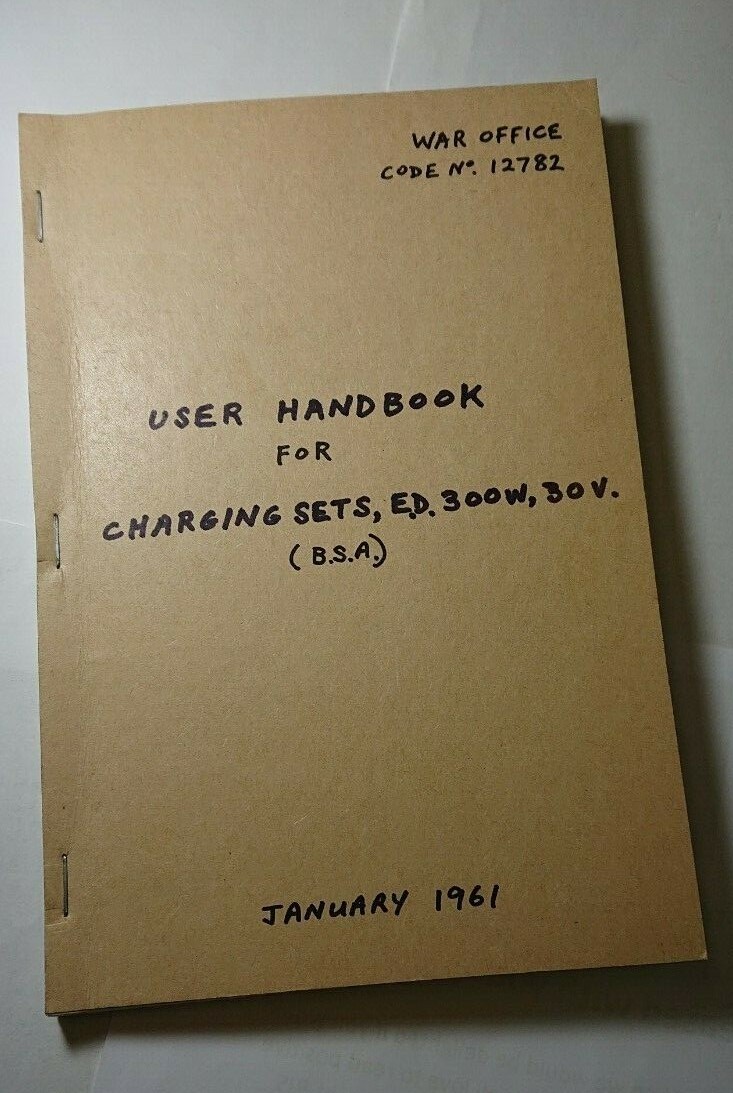 WAR OFFICE
CODE Nº. 12782
USER HANDBOOK
FOR
CHARGING SETS, E.D. 300W, 30V.
(B.S.A.)
JANUARY 1961